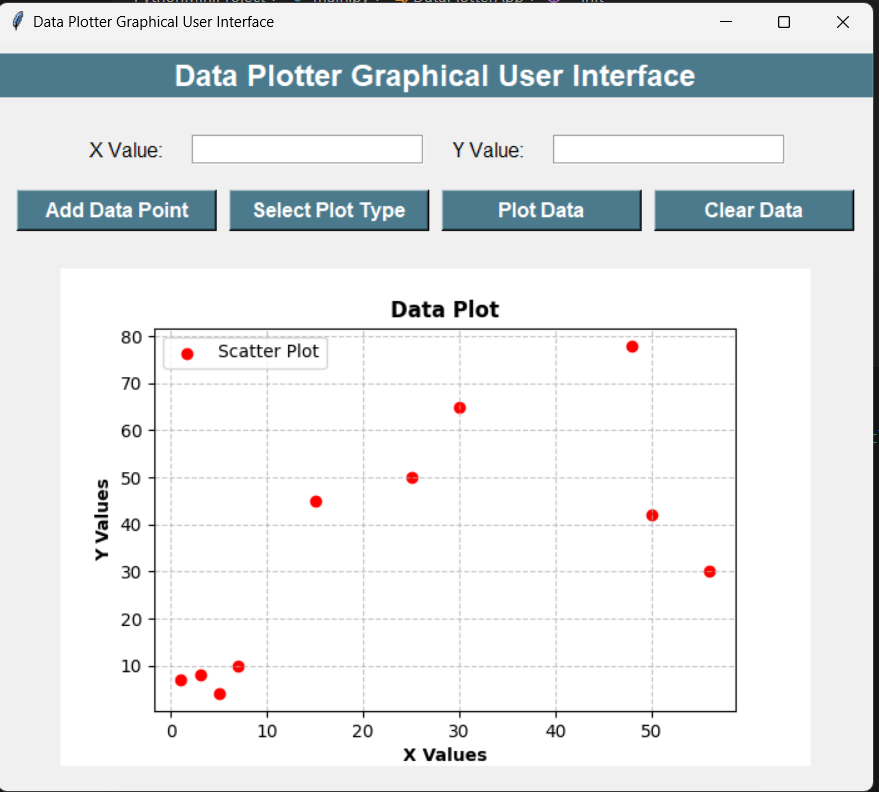 Data Plotter Graphical User Interface
Data Plotter Graphical User Interface
X Value: Y Value:
Add Data Point Select Plot Type Plot Data Clear Data
Data Plot
Scatter Plot
80
70
60
50
40
30
20
10
Y Values
0 10 20 30 40 50
X Values